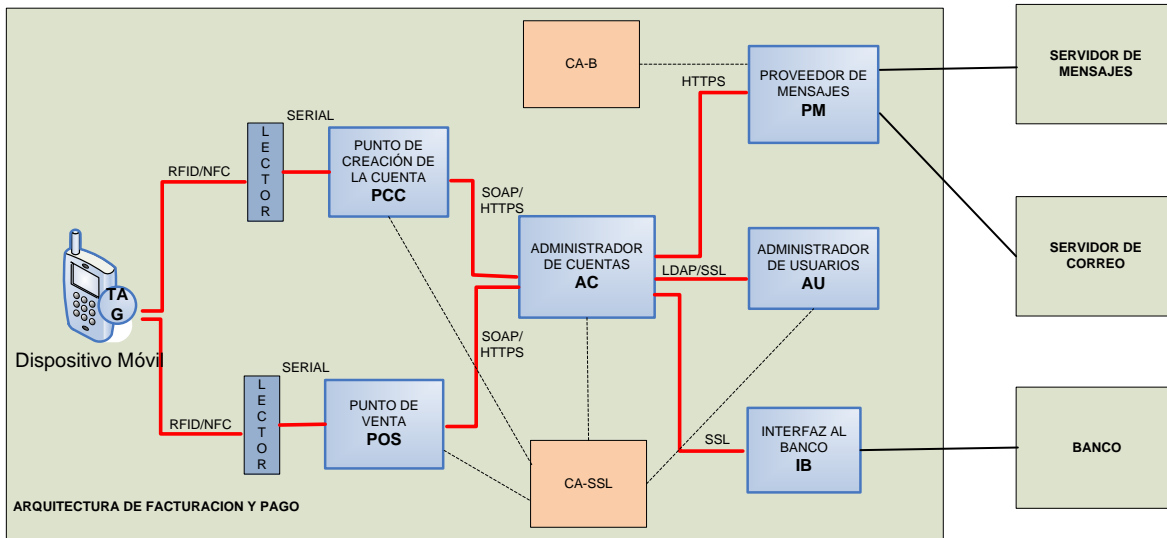 CA-B
PROVEEDOR DE
MENSAJES
PM
HTTPS
SERVIDOR DE
MENSAJES
SERIAL
L
E
C
T
O
R
RFID/NFC
PUNTO DE
CREACIÓN DE
LA CUENTA
PCC
SOAP/
HTTPS
ADMINISTRADOR
DE CUENTAS
AC
LDAP/SSL
ADMINISTRADOR
DE USUARIOS
AU
SERVIDOR DE
CORREO
TA
G
Dispositivo Móvil
SOAP/
HTTPS
SERIAL
L
E
C
T
O
R
RFID/NFC
PUNTO DE
VENTA
POS
CA-SSL
SSL
INTERFAZ AL
BANCO
IB
BANCO
ARQUITECTURA DE FACTURACION Y PAGO